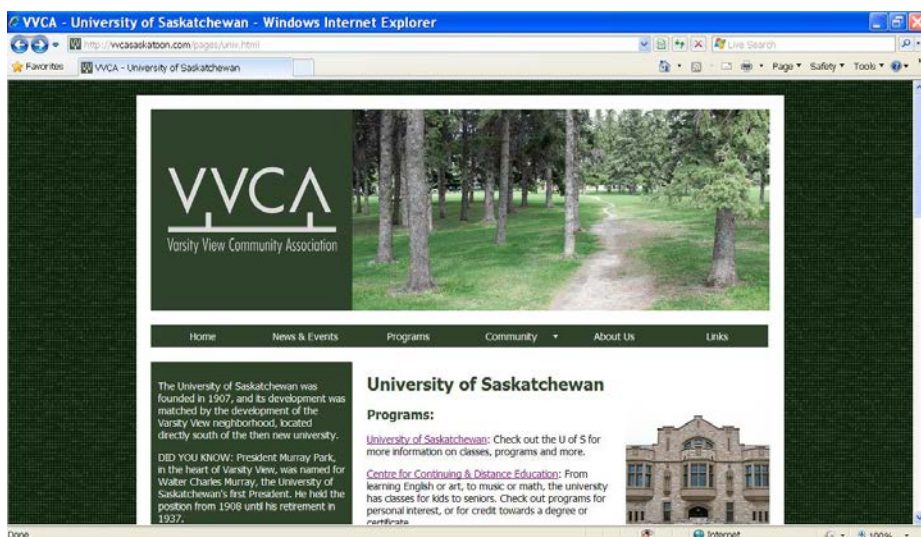 VVCA - University of Saskatchewan - Windows Internet Explorer
http://vvcasaskatoon.com/pages/univ.html
Live Search
Favorites
VVCA - University of Saskatchewan
Page
Safety
Tools
VVCA
Varsity View Community Association
Home
News & Events
Programs
Community
About Us
Links
The University of Saskatchewan was
founded in 1907, and its development was
matched by the development of the
Varsity View neghborhood, located
directly south of the then new university.
DID YOU KNOW: President Murray Park,
in the heart of Varsity View, was named for
Walter Charles Murray, the University of
Saskatchewan's first President. He held the
position from 1908 until his retirement in
1937.
University of Saskatchewan
Programs:
University of Saskatchewan: Check out the U of S for
more information on classes, programs and more.
Centre for Continuing & Distance Education: From
learning English or art, to music or math, the university
has classes for kids to seniors. Check out programs for
personal interest, or for credit towards a degree or
certificate
Done
Internet
100%